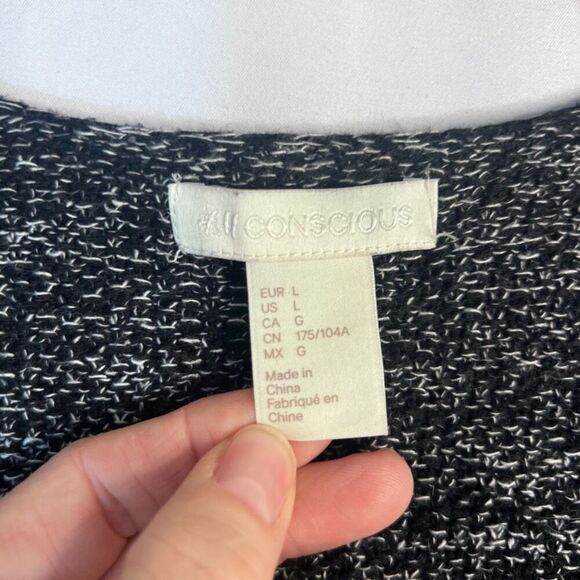 H&M CONSCIOUS
EUR L
US L
CA G
CN 175/104A
MX G
Made in
China
Fabriqué en
Chine